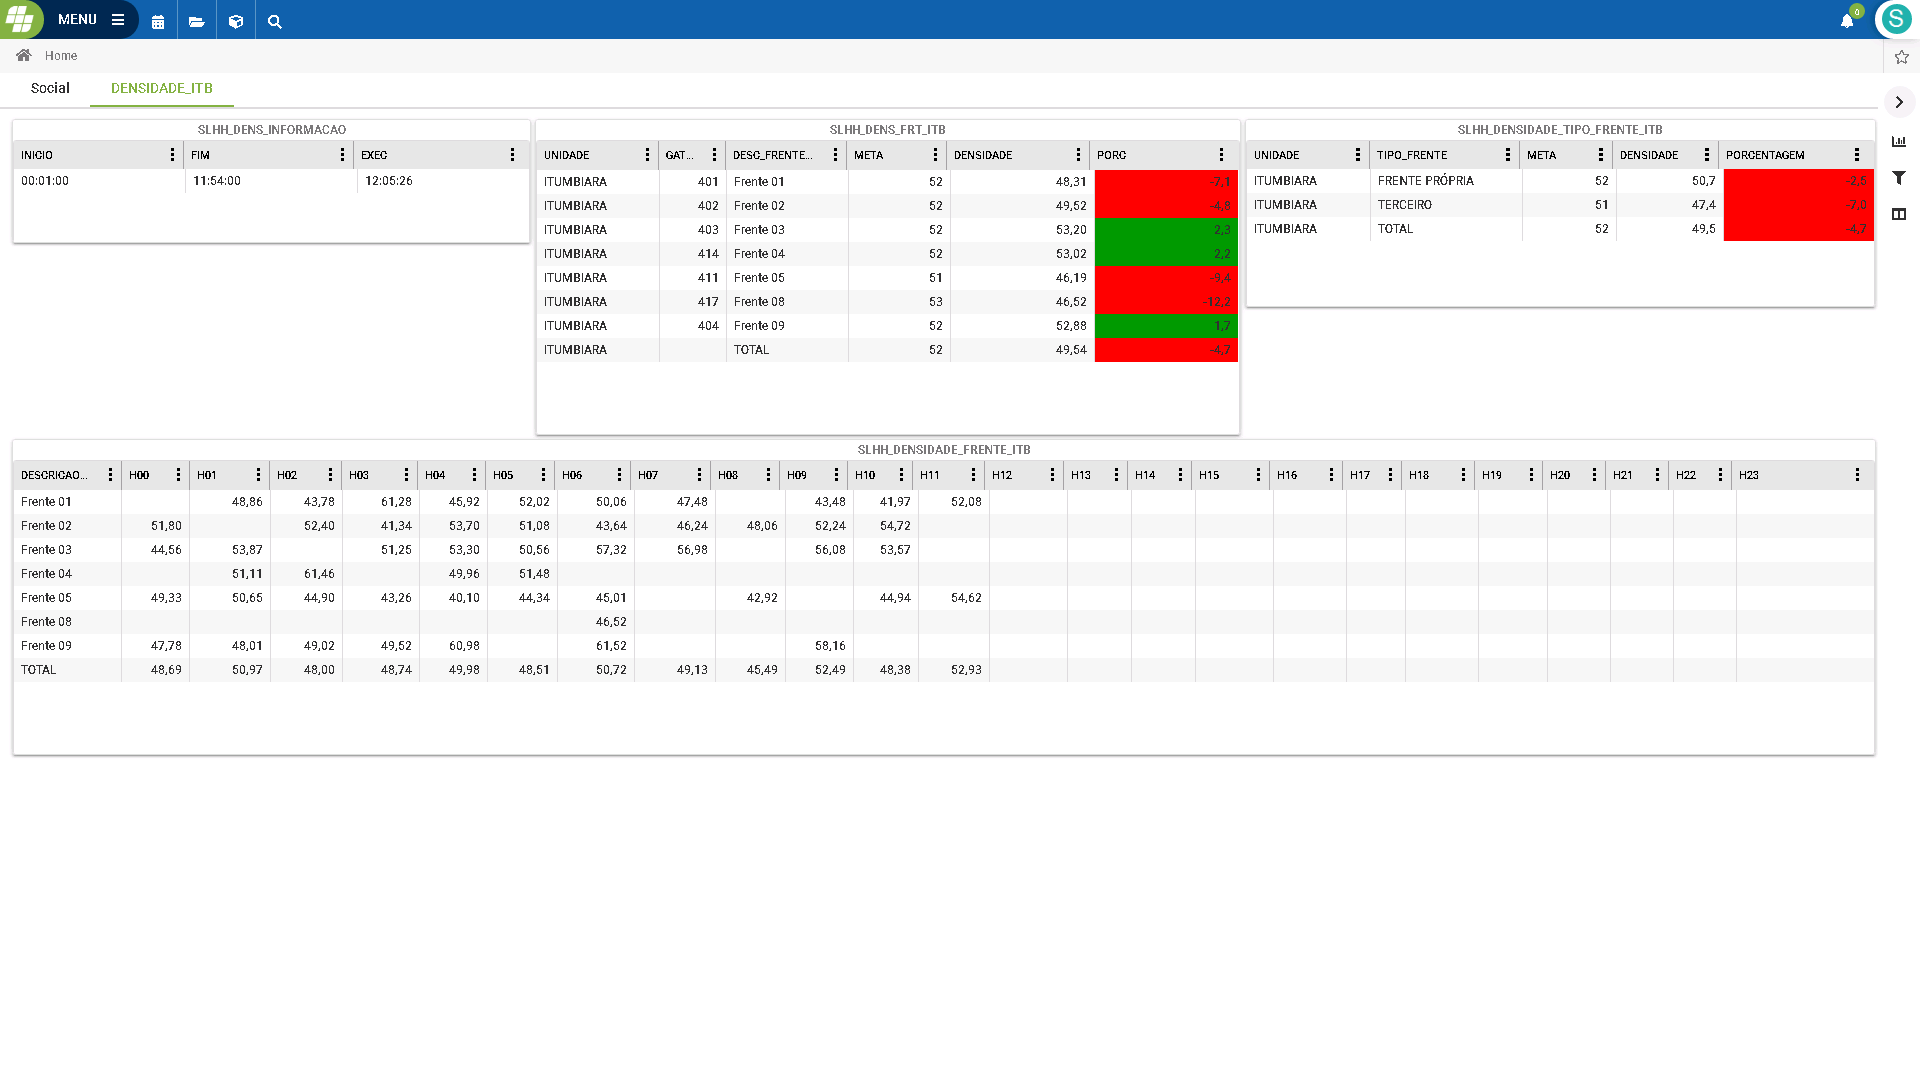 MENU
0
S
Home
Social DENSIDADE_ITB
SLHH_DENS_INFORMACAO
INICIO FIM EXEC
00:01:00 11:54:00 12:05:26
SLHH_DENS_FRT_ITB
UNIDADE GAT... DESC_FRENTE... META DENSIDADE PORC
ITUMBIARA 401 Frente 01 52 48,31 -7,1
ITUMBIARA 402 Frente 02 52 49,52 -4,8
ITUMBIARA 403 Frente 03 52 53,20 2,3
ITUMBIARA 414 Frente 04 52 53,02 2,2
ITUMBIARA 411 Frente 05 51 46,19 -9,4
ITUMBIARA 417 Frente 08 53 46,52 -12,2
ITUMBIARA 404 Frente 09 52 52,88 1,7
ITUMBIARA TOTAL 52 49,54 -4,7
SLHH_DENSIDADE_TIPO_FRENTE_ITB
UNIDADE TIPO_FRENTE META DENSIDADE PORCENTAGEM
ITUMBIARA FRENTE PRÓPRIA 52 50,7 -2,5
ITUMBIARA TERCEIRO 51 47,4 -7,0
ITUMBIARA TOTAL 52 49,5 -4,7
SLHH_DENSIDADE_FRENTE_ITB
DESCRICAO... H00 H01 H02 H03 H04 H05 H06 H07 H08 H09 H10 H11 H12 H13 H14 H15 H16 H17 H18 H19 H20 H21 H22 H23
Frente 01 48,86 43,78 61,28 45,92 52,02 50,06 47,48 43,48 41,97 52,08
Frente 02 51,80 52,40 41,34 53,70 51,08 43,64 46,24 48,06 52,24 54,72
Frente 03 44,56 53,87 51,25 53,30 50,56 57,32 56,98 56,08 53,57
Frente 04 51,11 61,46 49,96 51,48
Frente 05 49,33 50,65 44,90 43,26 40,10 44,34 45,01 42,92 44,94 54,62
Frente 08 46,52
Frente 09 47,78 48,01 49,02 49,52 60,98 61,52 58,16
TOTAL 48,69 50,97 48,00 48,74 49,98 48,51 50,72 49,13 45,49 52,49 48,38 52,93